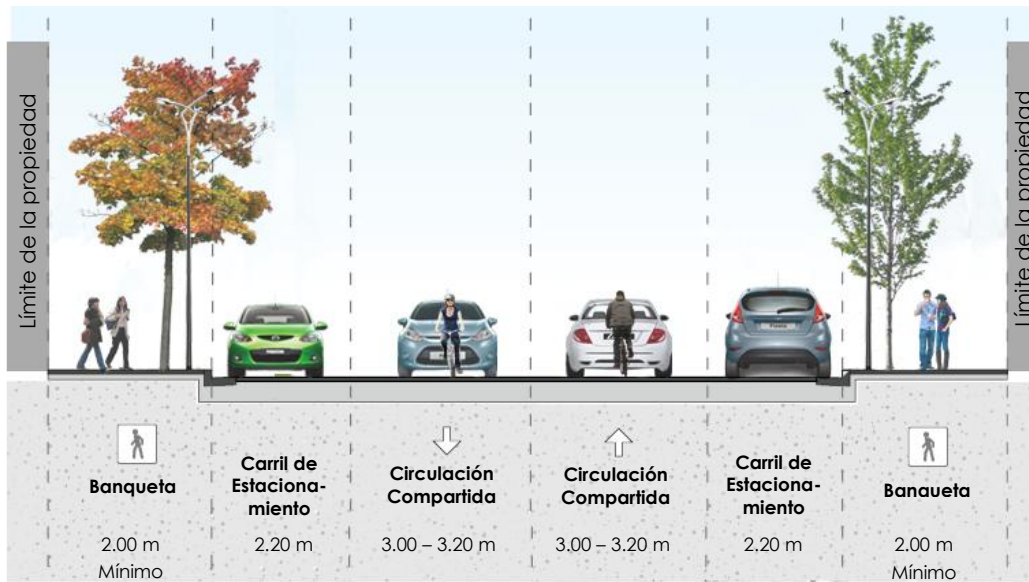 Límite de la propiedad
Límite de la propiedad
Banqueta
2.00 m
Mínimo
Carril de
Estaciona-
miento
2.20 m
Circulación
Compartida
3.00 – 3.20 m
Circulación
Compartida
3.00 – 3.20 m
Carril de
Estaciona-
miento
2.20 m
Banaueta
2.00 m
Mínimo